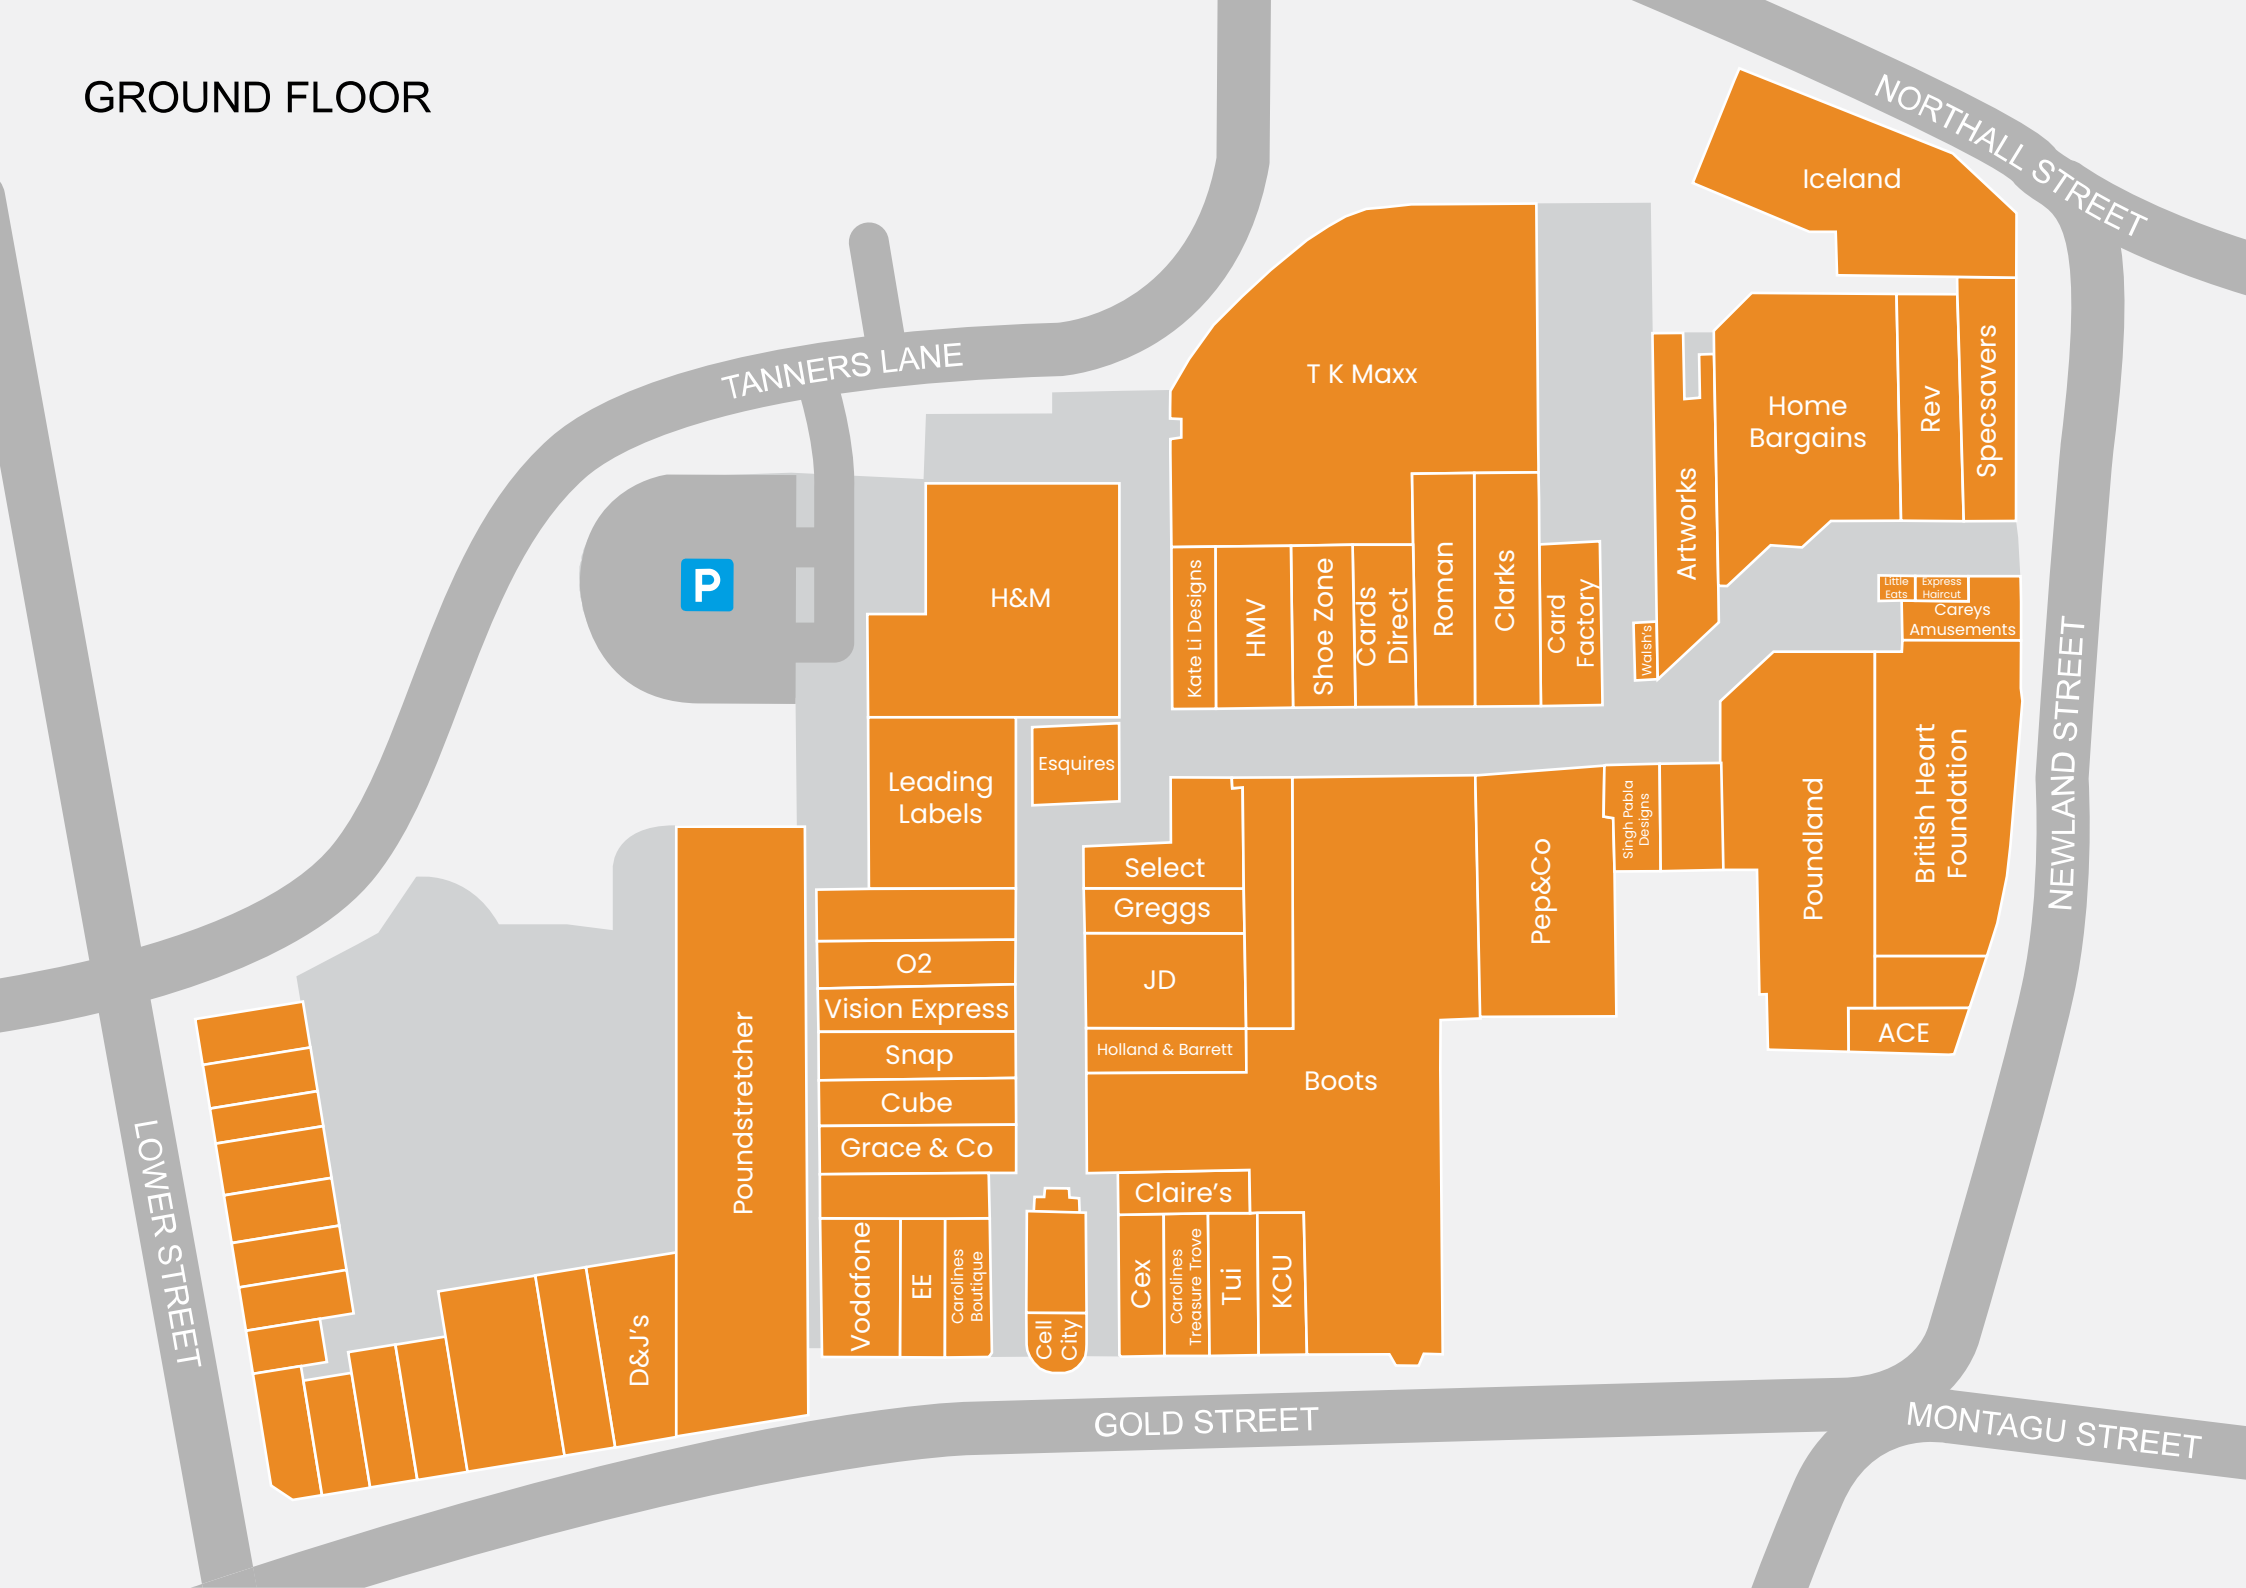 GROUND FLOOR
NORTHALL STREET
Iceland
TANNERS LANE
T K Maxx
Home
Bargains
Rev
Specsavers
Artworks
P
H&M
Kate Li Designs
HMV
Shoe Zone
Cards
Direct
Roman
Clarks
Card
Factory
Walsh's
Little
Eats
Express
Haircut
Careys
Amusements
NEWLAND STREET
Leading
Labels
Esquires
Singh Pabla
Designs
Poundland
British Heart
Foundation
Select
Greggs
Pep&Co
O2
JD
Vision Express
Holland & Barrett
ACE
Snap
Boots
Cube
Grace & Co
Poundstretcher
LOWER STREET
Claire's
Vodafone
EE
Carolines
Boutique
Cell
City
Cex
Carolines
Treasure Trove
Tui
KCU
D&J's
GOLD STREET
MONTAGU STREET